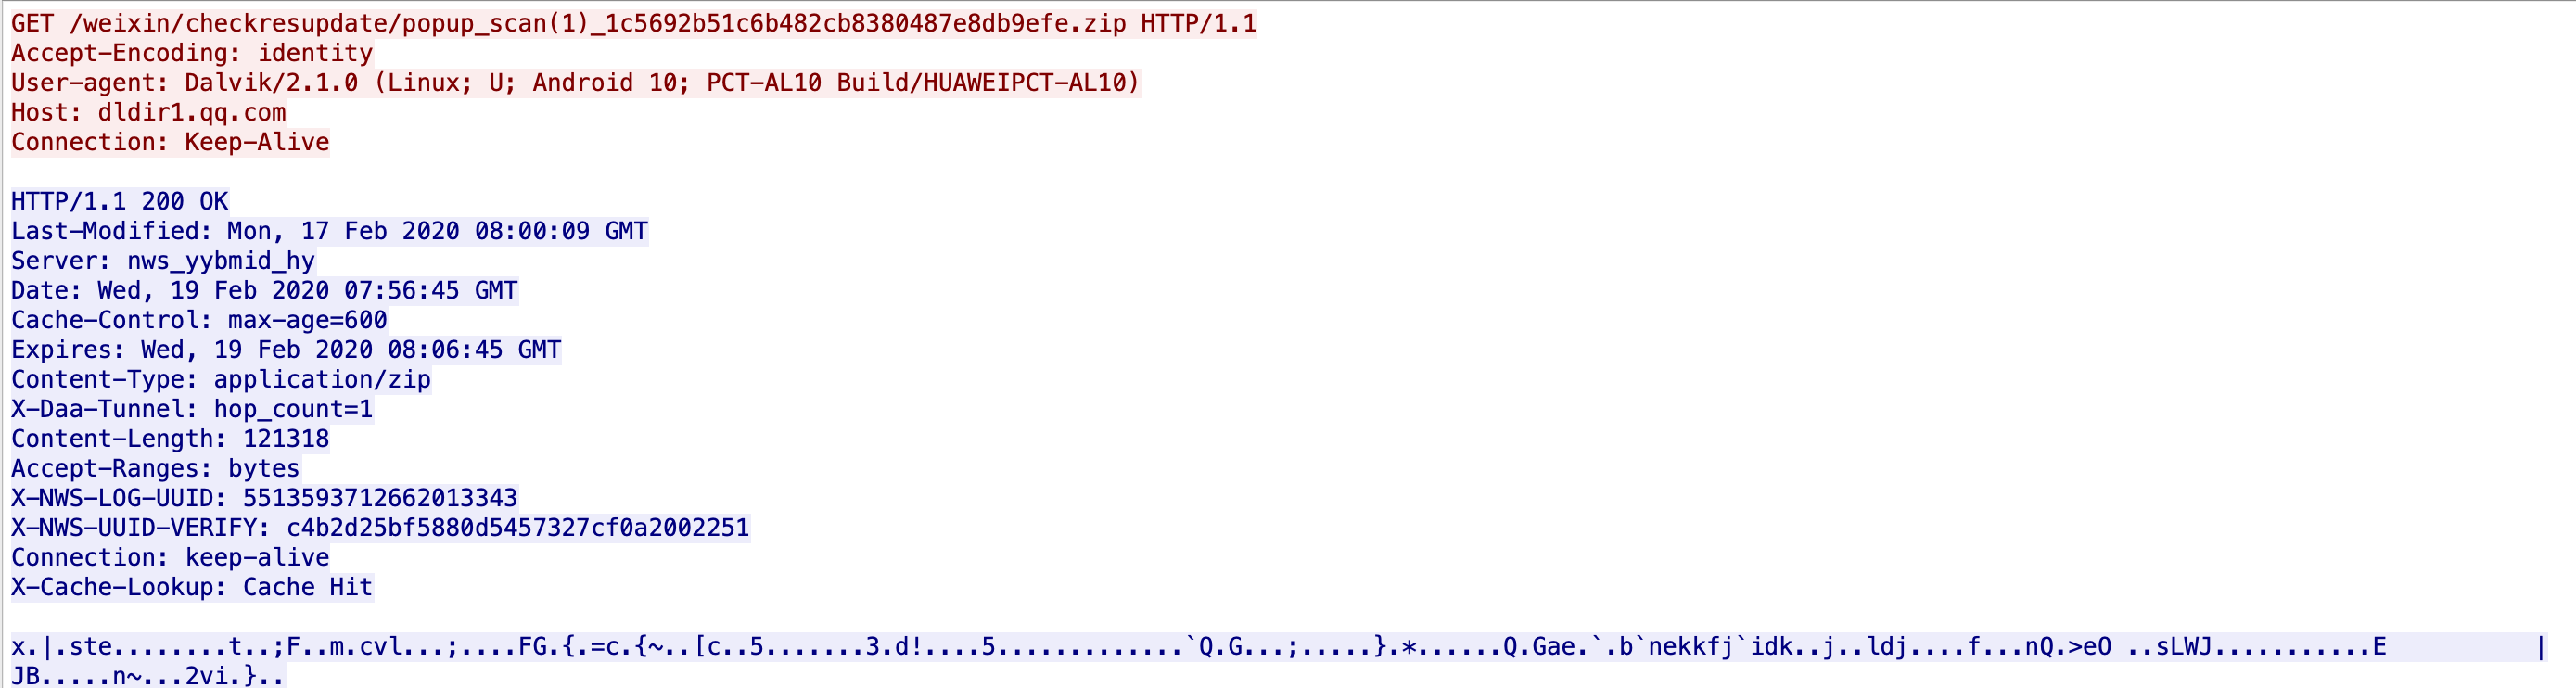 GET /weixin/checkresupdate/popup_scan(1)_1c5692b51c6b482cb8380487e8db9efe.zip HTTP/1.1
Accept-Encoding: identity
User-agent: Dalvik/2.1.0 (Linux; U; Android 10; PCT-AL10 Build/HUAWEIPCT-AL10)
Host: dldir1.qq.com
Connection: Keep-Alive
HTTP/1.1 200 OK
Last-Modified: Mon, 17 Feb 2020 08:00:09 GMT
Server: nws_yybmid_hy
Date: Wed, 19 Feb 2020 07:56:45 GMT
Cache-Control: max-age=600
Expires: Wed, 19 Feb 2020 08:06:45 GMT
Content-Type: application/zip
X-Daa-Tunnel: hop_count=1
Content-Length: 121318
Accept-Ranges: bytes
X-NWS-LOG-UUID: 5513593712662013343
X-NWS-UUID-VERIFY: c4b2d25bf5880d5457327cf0a2002251
Connection: keep-alive
X-Cache-Lookup: Cache Hit
x.|.ste........t..;F..m.cvl...;....FG.{.=c.{~..[c..5.......3.d!....5.............`Q.G...;.....}.*......Q.Gae.`.b`nekkfj`idk..j..ldj....f...nQ.>eO ..sLWJ...........E |
JB.....n~...2vi.}..